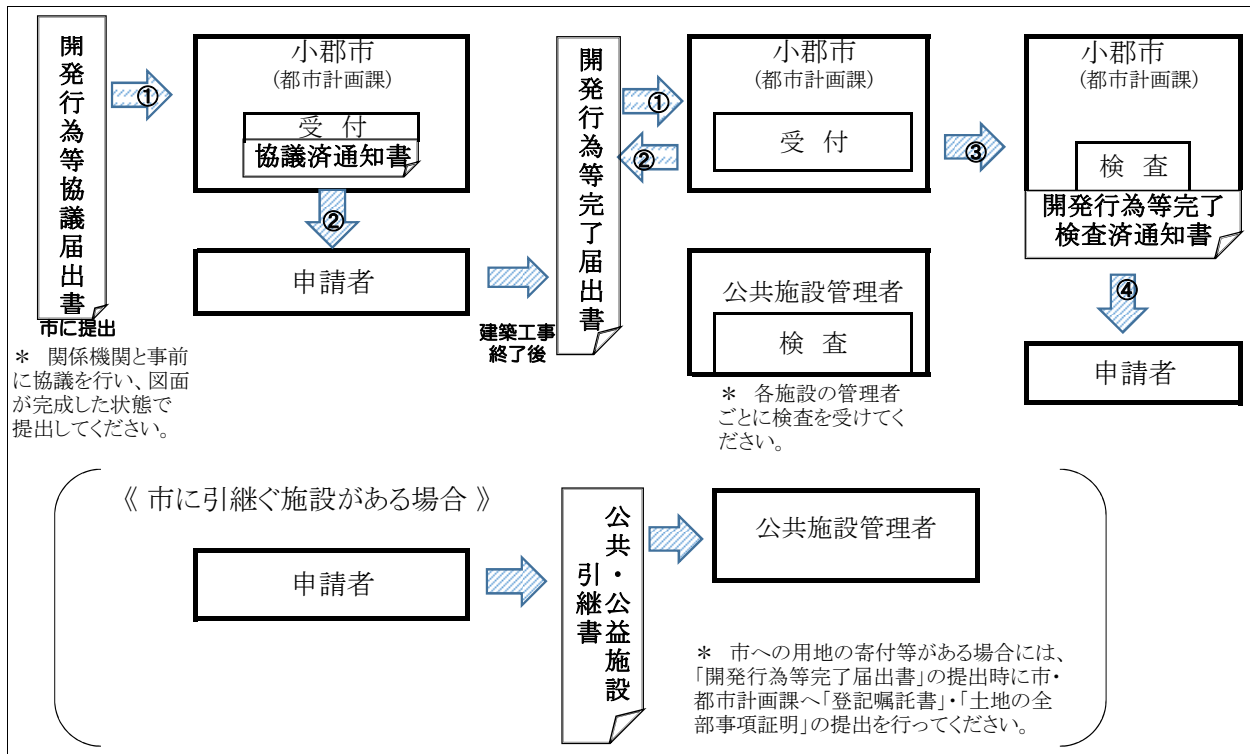 開発行為等協議届出書
市に提出
＊　関係機関と事前
に協議を行い、図面
が完成した状態で
提出してください。
①
小郡市
(都市計画課)
受　付
協議済通知書
②
申請者
建築工事
終了後
開発行為等完了届出書
①
②
小郡市
(都市計画課)
受　付
公共施設管理者
検　査
＊　各施設の管理者
ごとに検査を受けてく
ださい。
③
小郡市
(都市計画課)
検　査
開発行為等完了
検査済通知書
④
申請者
《 市に引継ぐ施設がある場合 》
申請者
公共・公益施設
引継書
公共施設管理者
＊　市への用地の寄付等がある場合には、
「開発行為等完了届出書」の提出時に市・
都市計画課へ「登記嘱託書」・「土地の全
部事項証明」の提出を行ってください。